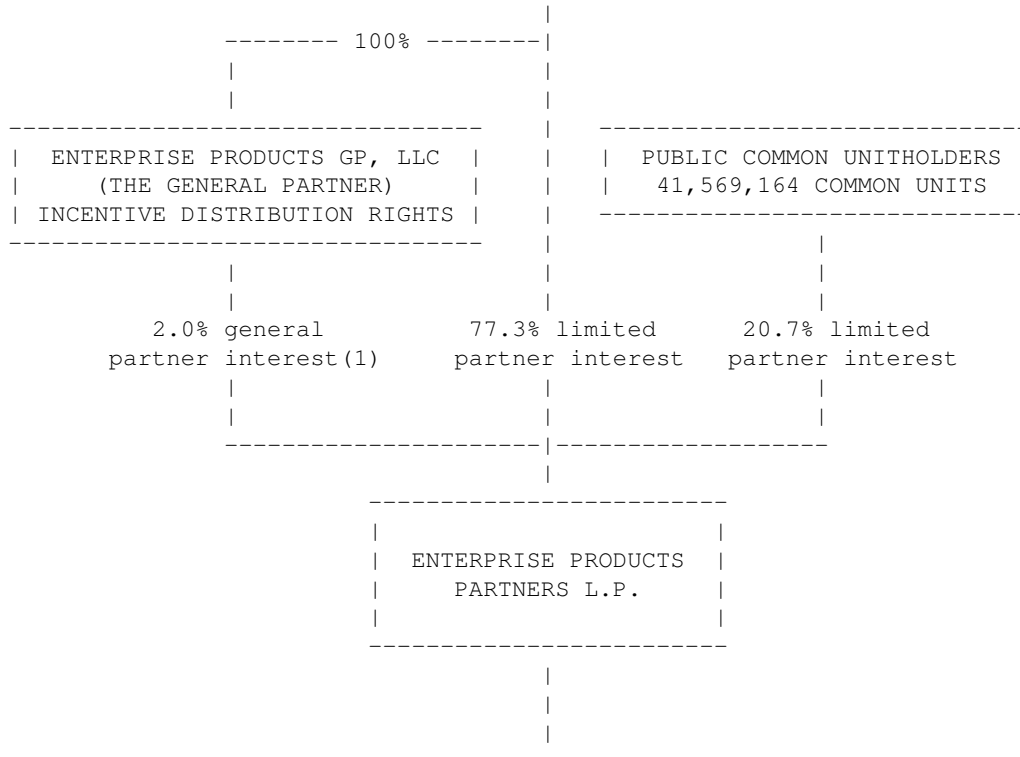 100%
ENTERPRISE PRODUCTS GP, LLC
(THE GENERAL PARTNER)
INCENTIVE DISTRIBUTION RIGHTS
PUBLIC COMMON UNITHOLDERS
41,569,164 COMMON UNITS
2.0% general
partner interest(1)
77.3% limited
partner interest
20.7% limited
partner interest
ENTERPRISE PRODUCTS
PARTNERS L.P.